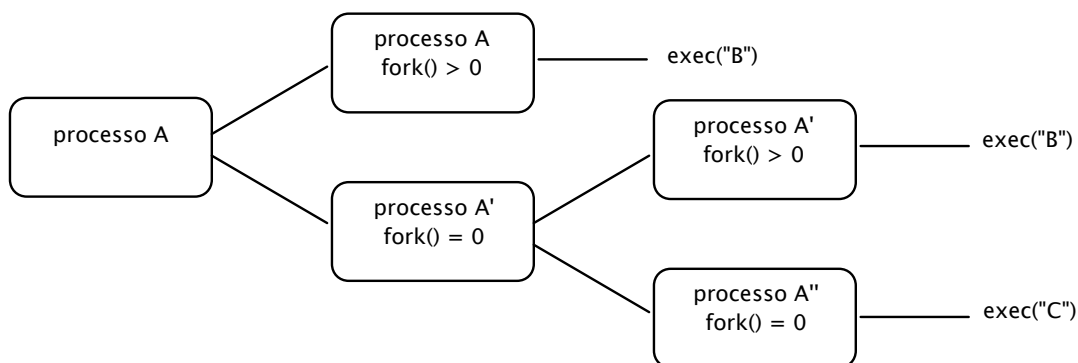 processo A
fork() > 0
exec("B")
processo A
processo A'
fork() > 0
exec("B")
processo A'
fork() = 0
processo A''
fork() = 0
exec("C")